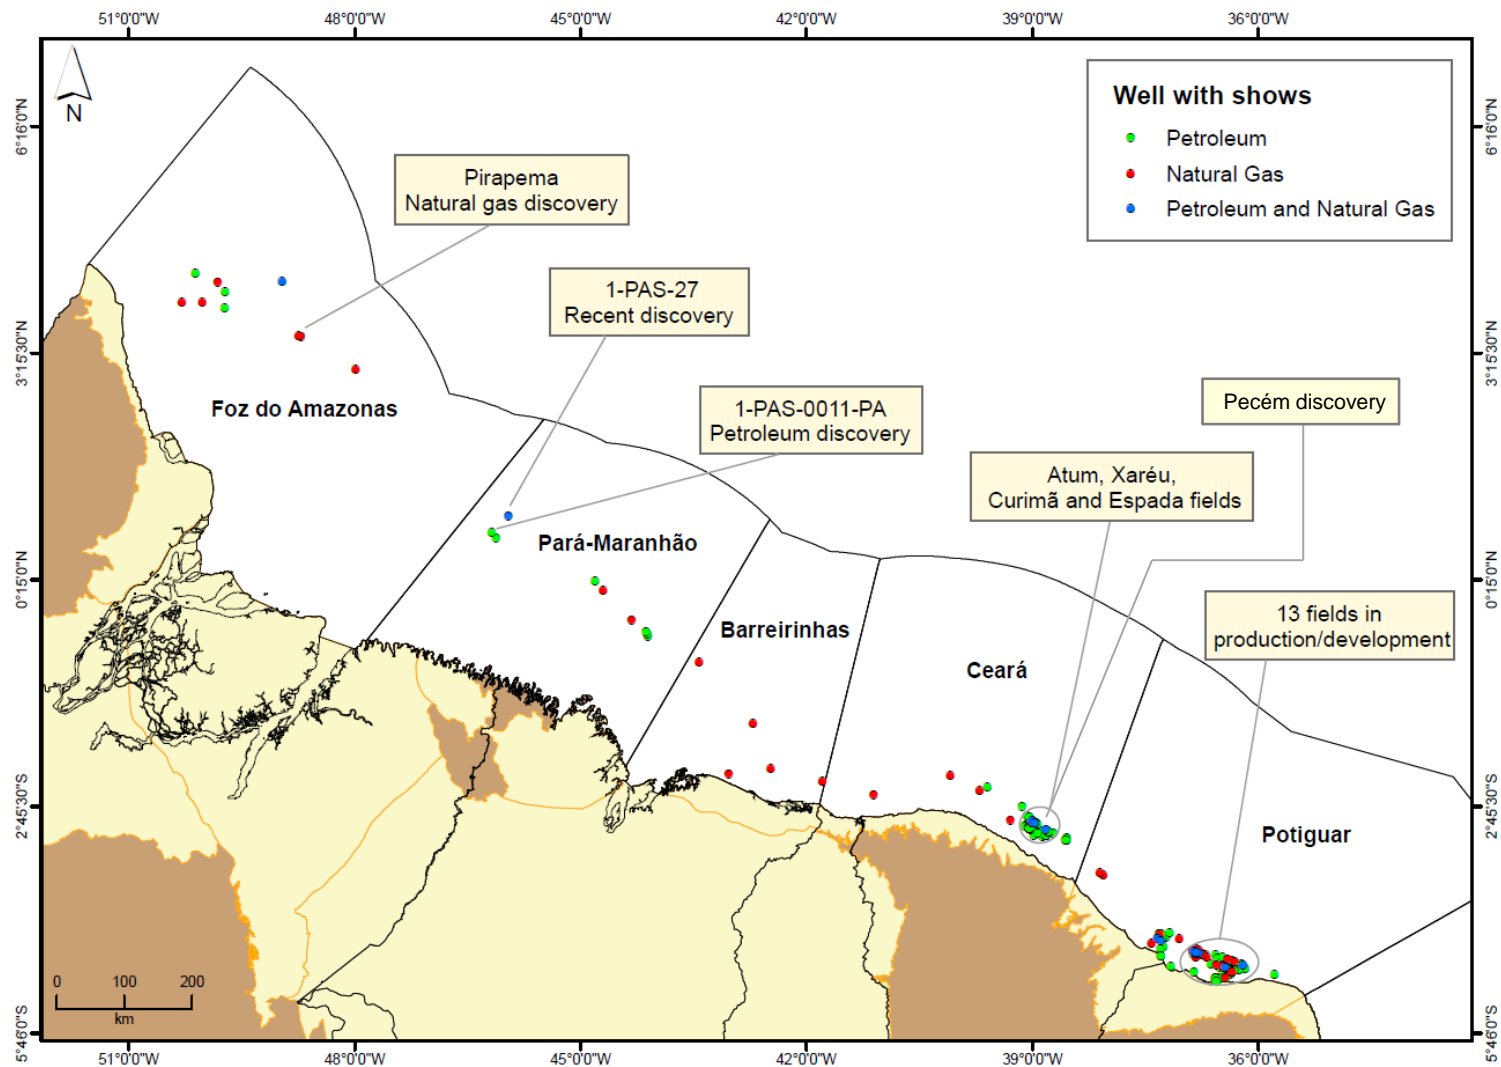 51°0'0"W 48°0'0"W 45°0'0"W 42°0'0"W 39°0'0"W 36°0'0"W
N
Well with shows
Petroleum
Natural Gas
Petroleum and Natural Gas
6°16'0"N
6°16'0"N
Pirapema
Natural gas discovery
1-PAS-27
Recent discovery
3°15'30"N
3°15'30"N
Foz do Amazonas
1-PAS-0011-PA
Petroleum discovery
Pecém discovery
Atum, Xaréu,
Curimã and Espada fields
Pará-Maranhão
0°15'0"N
0°15'0"N
Barreirinhas
13 fields in
production/development
Ceará
2°45'30"S
2°45'30"S
Potiguar
0 100 200
km
5°46'0"S
5°46'0"S
51°0'0"W 48°0'0"W 45°0'0"W 42°0'0"W 39°0'0"W 36°0'0"W